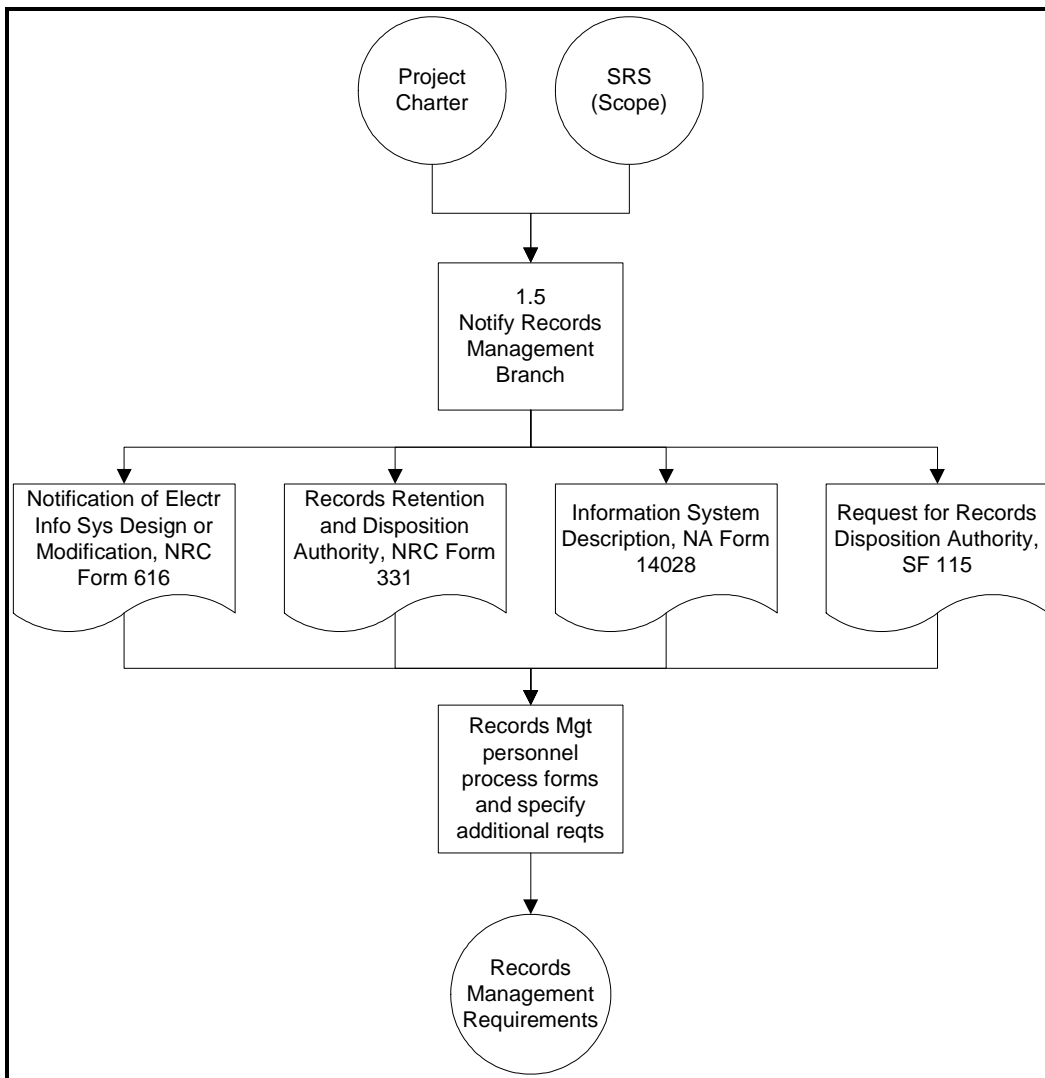 Project
Charter
SRS
(Scope)
1.5
Notify Records
Management
Branch
Notification of Electr
Info Sys Design or
Modification, NRC
Form 616
Records Retention
and Disposition
Authority, NRC Form
331
Information System
Description, NA Form
14028
Request for Records
Disposition Authority,
SF 115
Records Mgt
personnel
process forms
and specify
additional reqts
Records
Management
Requirements